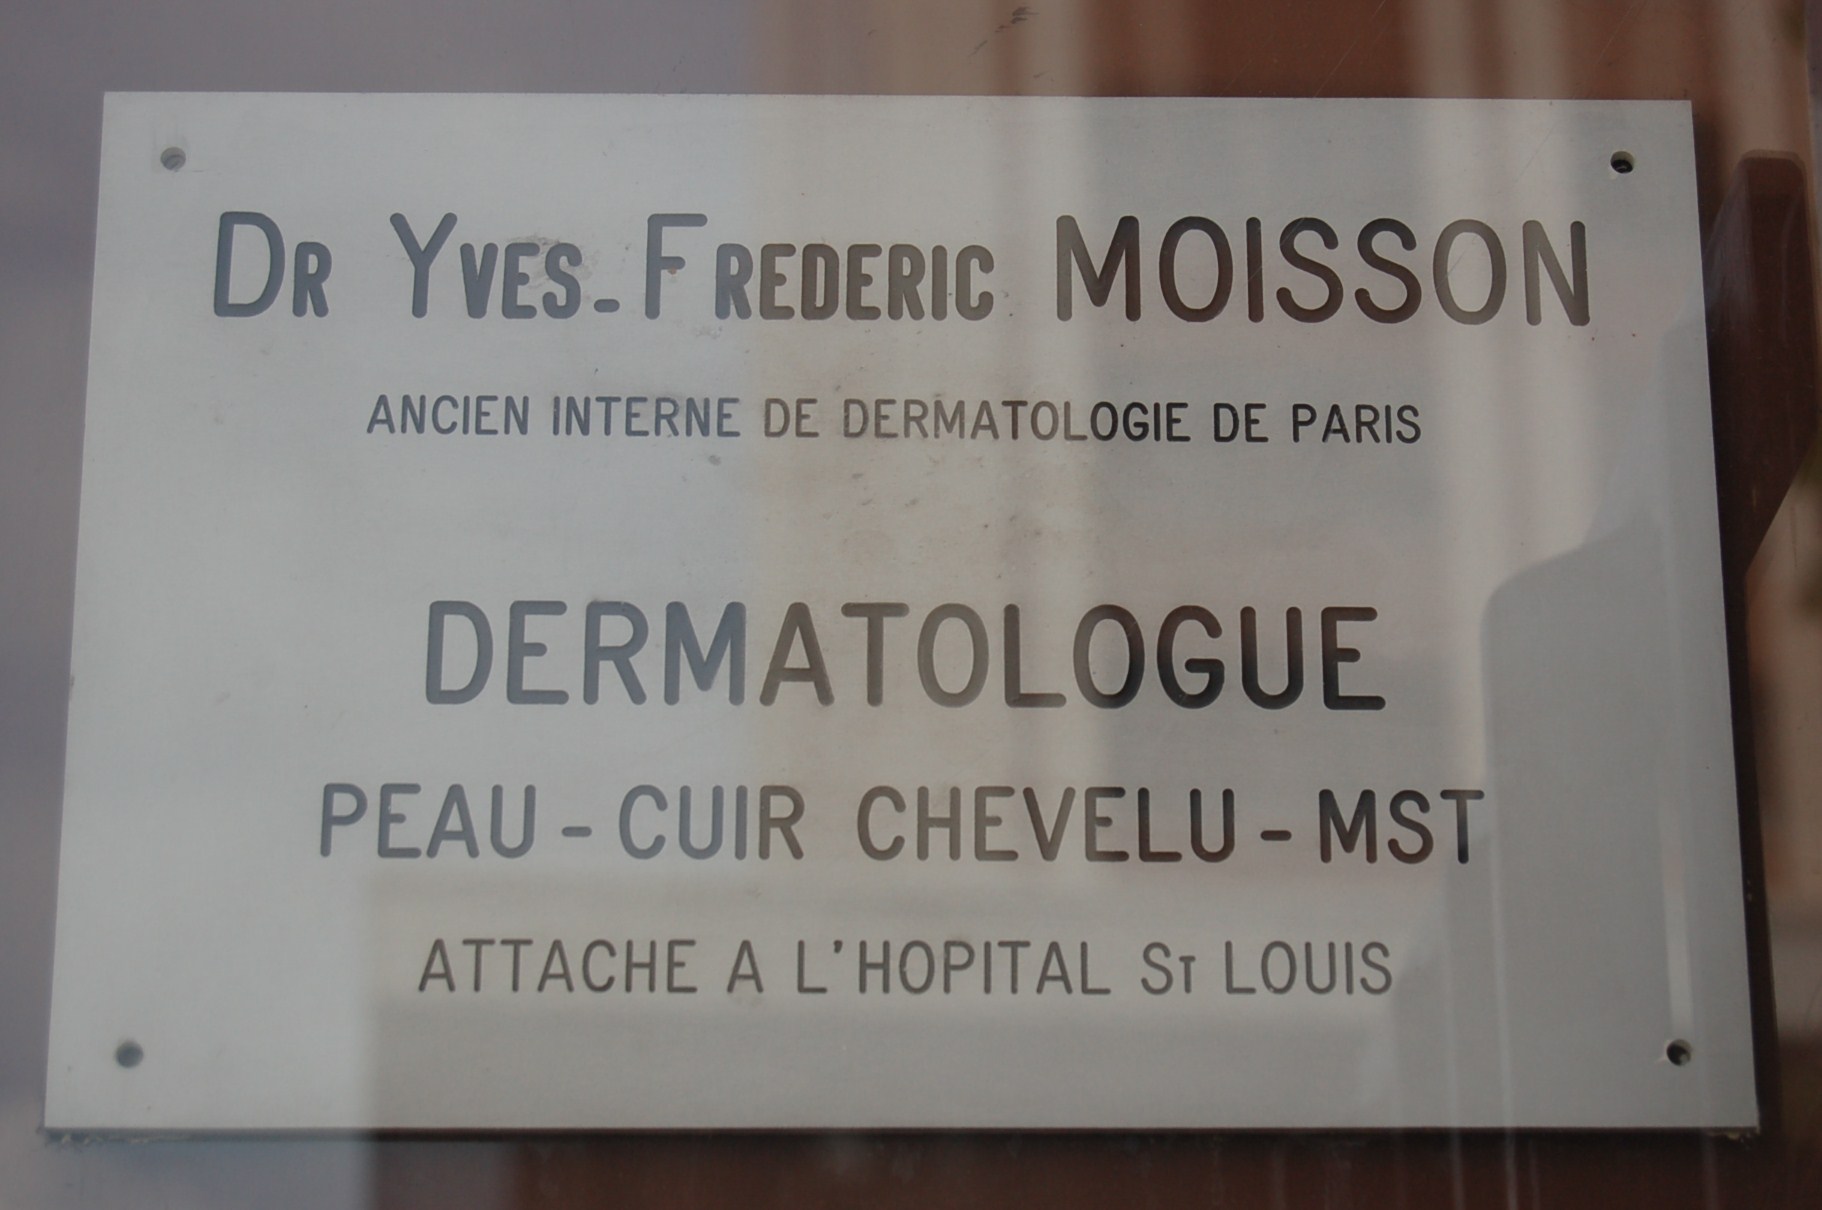 DR YVES-FREDERIC MOISSON
ANCIEN INTERNE DE DERMATOLOGIE DE PARIS
DERMATOLOGUE
PEAU - CUIR CHEVELU - MST
ATTACHE A L'HOPITAL ST LOUIS